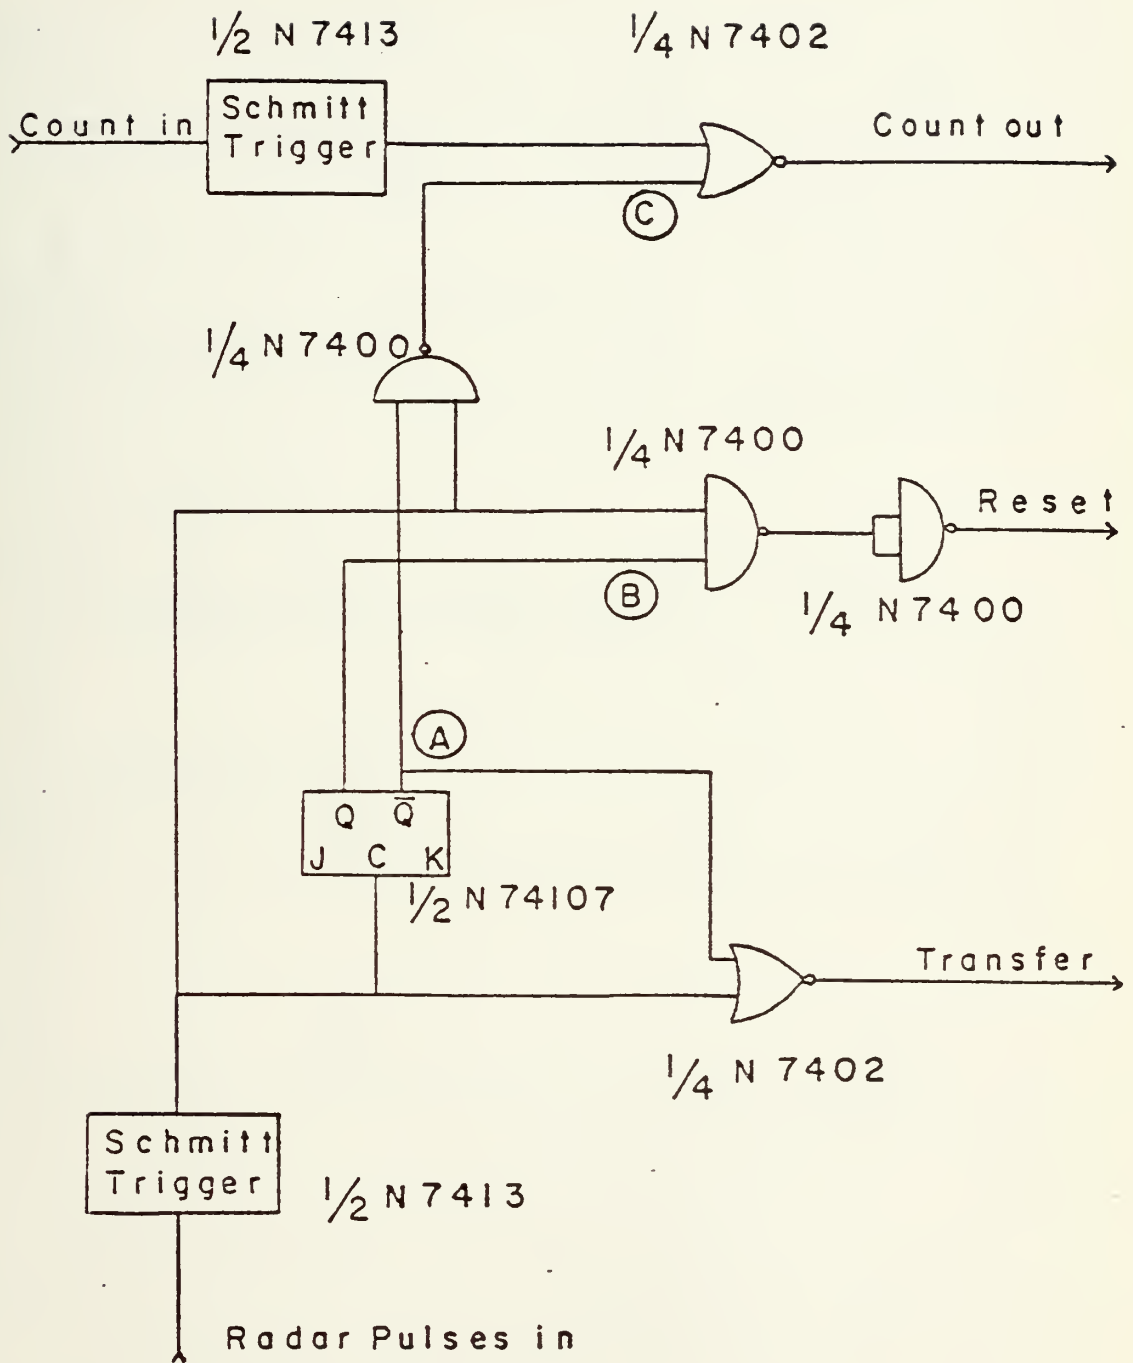 1/2 N 7413
1/4 N 7402
Count in
Schmitt
Trigger
Count out
C
1/4 N 7400
1/4 N 7400
Reset
B
1/4 N 7400
A
Q Q̅
J C K
1/2 N 74107
Transfer
1/4 N 7402
Schmitt
Trigger
1/2 N 7413
Radar Pulses in